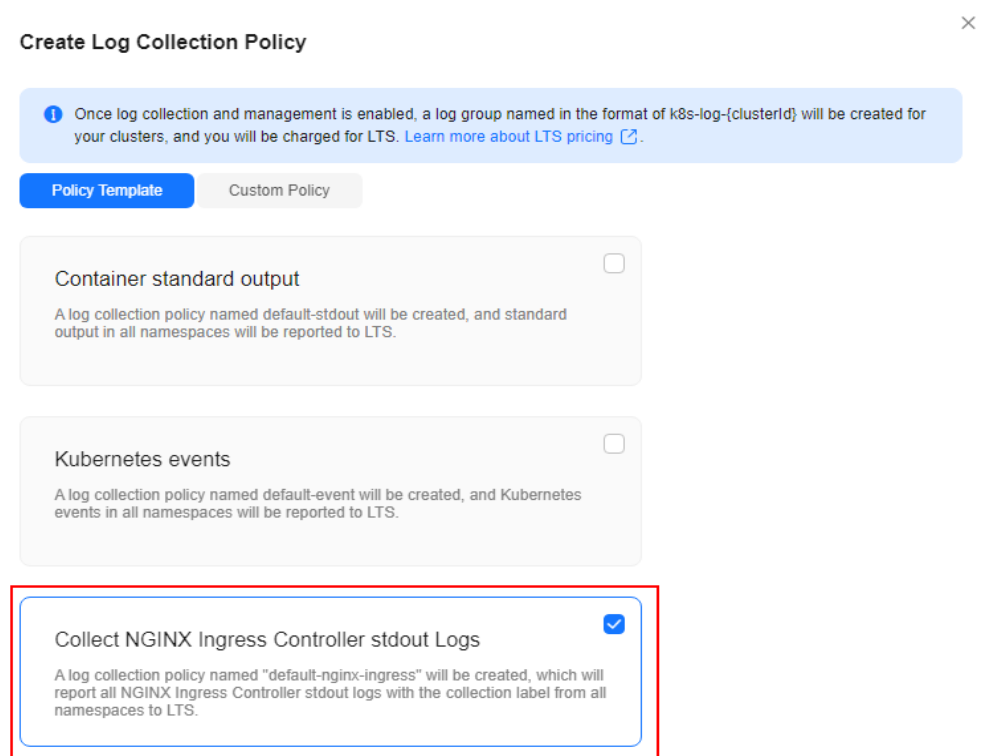 Create Log Collection Policy
Once log collection and management is enabled, a log group named in the format of k8s-log-{clusterId} will be created for
your clusters, and you will be charged for LTS. Learn more about LTS pricing .
Policy Template
Custom Policy
Container standard output
A log collection policy named default-stdout will be created, and standard
output in all namespaces will be reported to LTS.
Kubernetes events
A log collection policy named default-event will be created, and Kubernetes
events in all namespaces will be reported to LTS.
Collect NGINX Ingress Controller stdout Logs
A log collection policy named "default-nginx-ingress" will be created, which will
report all NGINX Ingress Controller stdout logs with the collection label from all
namespaces to LTS.